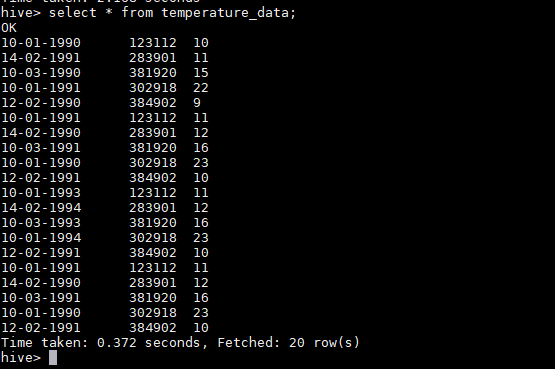 hive> select * from temperature_data;
OK
10-01-1990 123112 10
14-02-1991 283901 11
10-03-1990 381920 15
10-01-1991 302918 22
12-02-1990 384902 9
10-01-1991 123112 11
14-02-1990 283901 12
10-03-1991 381920 16
10-01-1990 302918 23
12-02-1991 384902 10
10-01-1993 123112 11
14-02-1994 283901 12
10-03-1993 381920 16
10-01-1994 302918 23
12-02-1991 384902 10
10-01-1991 123112 11
14-02-1990 283901 12
10-03-1991 381920 16
10-01-1990 302918 23
12-02-1991 384902 10
Time taken: 0.372 seconds, Fetched: 20 row(s)
hive>